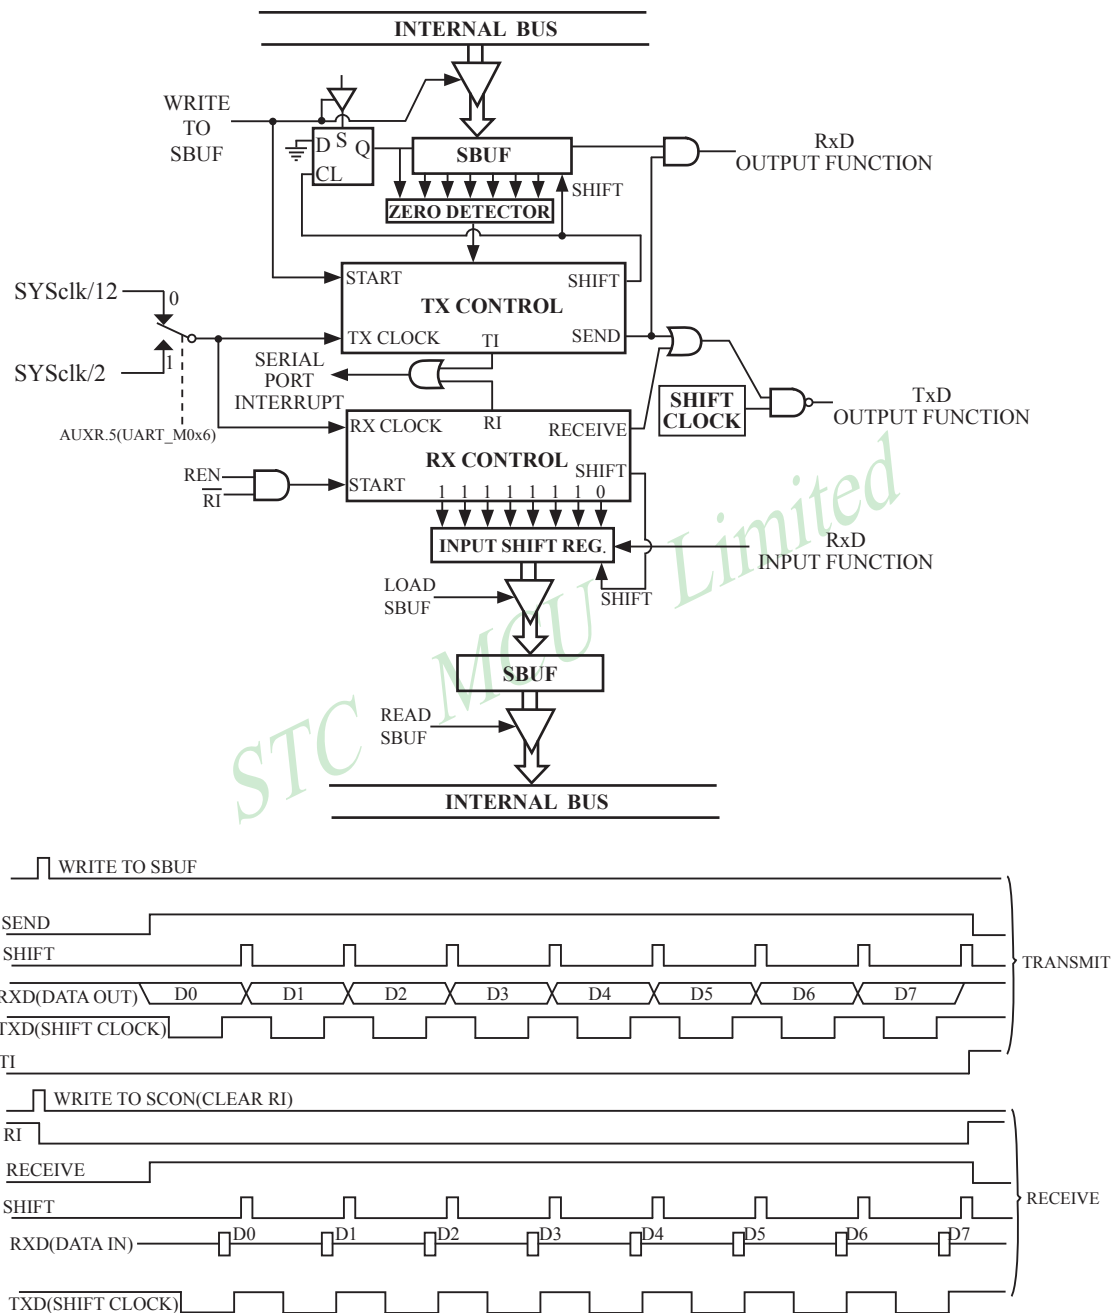 INTERNAL BUS
WRITE
TO
SBUF
D S Q
CL
SBUF
SHIFT
ZERO DETECTOR
RxD
OUTPUT FUNCTION
START
SHIFT
TX CONTROL
TX CLOCK
TI
SEND
SYSclk/12
0
SYSclk/2
1
AUXR.5(UART_M0x6)
SERIAL
PORT
INTERRUPT
SHIFT
CLOCK
TxD
OUTPUT FUNCTION
RX CLOCK
RI
RECEIVE
RX CONTROL
SHIFT
START
1 1 1 1 1 1 1 0
REN
RI
INPUT SHIFT REG.
RxD
INPUT FUNCTION
LOAD
SBUF
SHIFT
SBUF
READ
SBUF
INTERNAL BUS
STC MCU Limited
WRITE TO SBUF
SEND
SHIFT
RXD(DATA OUT) D0 D1 D2 D3 D4 D5 D6 D7
TXD(SHIFT CLOCK)
TI
TRANSMIT
WRITE TO SCON(CLEAR RI)
RI
RECEIVE
SHIFT
RXD(DATA IN) D0 D1 D2 D3 D4 D5 D6 D7
TXD(SHIFT CLOCK)
RECEIVE